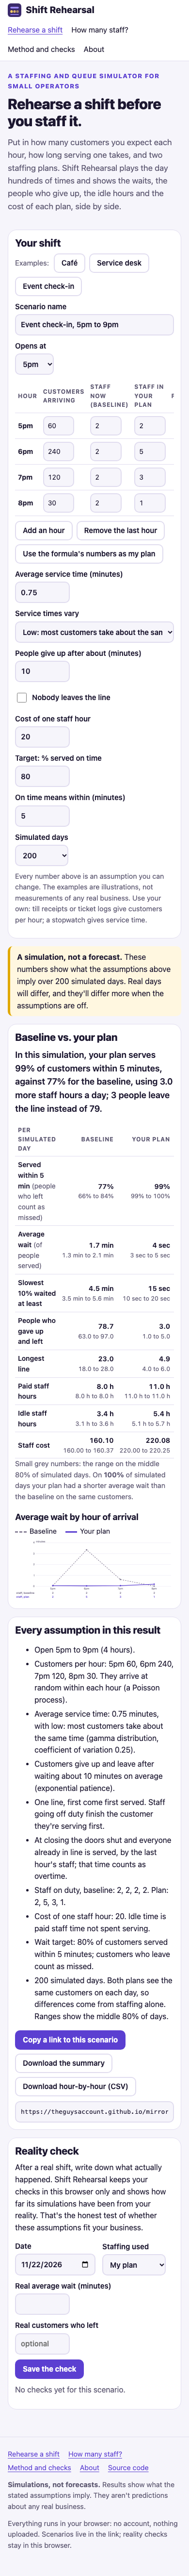 Shift Rehearsal
Rehearse a shift How many staff?
Method and checks About
A STAFFING AND QUEUE SIMULATOR FOR
SMALL OPERATORS
Rehearse a shift before
you staff it.
Put in how many customers you expect each
hour, how long serving one takes, and two
staffing plans. Shift Rehearsal plays the day
hundreds of times and shows the waits, the
people who give up, the idle hours and the
cost of each plan, side by side.
Your shift
Examples: Café Service desk
Event check-in
Scenario name
Event check-in, 5pm to 9pm
Opens at
5pm
HOUR CUSTOMERS ARRIVING STAFF NOW (BASELINE) STAFF IN YOUR PLAN F
5pm 60 2 2
6pm 240 2 5
7pm 120 2 3
8pm 30 2 1
Add an hour Remove the last hour
Use the formula's numbers as my plan
Average service time (minutes)
0.75
Service times vary
Low: most customers take about the san
People give up after about (minutes)
10
Nobody leaves the line
Cost of one staff hour
20
Target: % served on time
80
On time means within (minutes)
5
Simulated days
200
Every number above is an assumption you can
change. The examples are illustrations, not
measurements of any real business. Use your
own: till receipts or ticket logs give customers
per hour; a stopwatch gives service time.
A simulation, not a forecast. These
numbers show what the assumptions above
imply over 200 simulated days. Real days
will differ, and they'll differ more when the
assumptions are off.
Baseline vs. your plan
In this simulation, your plan serves
99% of customers within 5 minutes,
against 77% for the baseline, using 3.0
more staff hours a day; 3 people leave
the line instead of 79.
PER SIMULATED DAY BASELINE YOUR PLAN
Served within 5 min (people who left count as missed) 77% 66% to 84% 99% 99% to 100%
Average wait (of people served) 1.7 min 1.3 min to 2.1 min 4 sec 3 sec to 5 sec
Slowest 10% waited at least 4.5 min 3.5 min to 5.6 min 15 sec 10 sec to 20 sec
People who gave up and left 78.7 63.0 to 97.0 3.0 1.0 to 5.0
Longest line 23.0 18.0 to 28.0 4.9 4.0 to 6.0
Paid staff hours 8.0 h 8.0 h to 8.0 h 11.0 h 11.0 h to 11.0 h
Idle staff hours 3.4 h 3.1 h to 3.6 h 5.4 h 5.1 h to 5.7 h
Staff cost 160.10 160.00 to 160.37 220.08 220.00 to 220.25
Small grey numbers: the range on the middle
80% of simulated days. On 100% of simulated
days your plan had a shorter average wait than
the baseline on the same customers.
Average wait by hour of arrival
Baseline Your plan
Every assumption in this result
Open 5pm to 9pm (4 hours).
Customers per hour: 5pm 60, 6pm 240,
7pm 120, 8pm 30. They arrive at
random within each hour (a Poisson
process).
Average service time: 0.75 minutes,
with low: most customers take about
the same time (gamma distribution,
coefficient of variation 0.25).
Customers give up and leave after
waiting about 10 minutes on average
(exponential patience).
One line, first come first served. Staff
going off duty finish the customer
they're serving first.
At closing the doors shut and everyone
already in line is served, by the last
hour's staff; that time counts as
overtime.
Staff on duty, baseline: 2, 2, 2, 2. Plan:
2, 5, 3, 1.
Cost of one staff hour: 20. Idle time is
paid staff time not spent serving.
Wait target: 80% of customers served
within 5 minutes; customers who leave
count as missed.
200 simulated days. Both plans see the
same customers on each day, so
differences come from staffing alone.
Ranges show the middle 80% of days.
Copy a link to this scenario
Download the summary
Download hour-by-hour (CSV)
https://theguysaccount.github.io/mirror
Reality check
After a real shift, write down what actually
happened. Shift Rehearsal keeps your
checks in this browser only and shows how
far its simulations have been from your
reality. That's the honest test of whether
these assumptions fit your business.
Date Staffing used
11/22/2026 My plan
Real average wait (minutes)
Real customers who left
optional
Save the check
No checks yet for this scenario.
Rehearse a shift How many staff?
Method and checks About Source code
Simulations, not forecasts. Results show what the
stated assumptions imply. They aren't predictions
about any real business.
Everything runs in your browser: no account, nothing
uploaded. Scenarios live in the link; reality checks
stay in this browser.